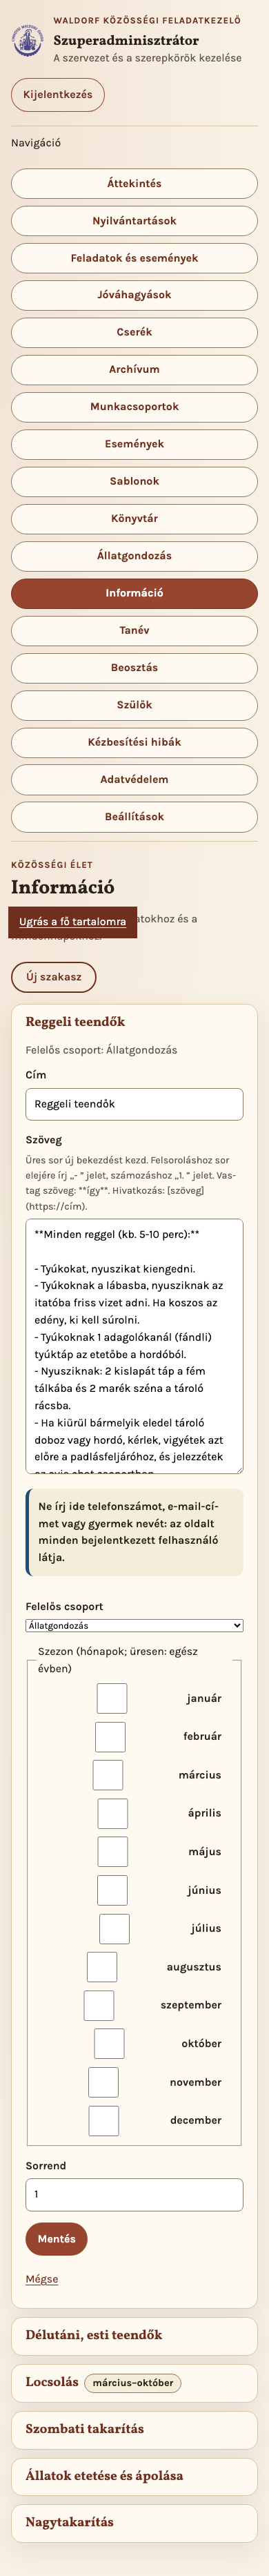 WALDORF KÖZÖSSÉGI FELADATKEZELŐ
Szuperadminisztrátor
A szervezet és a szerepkörök kezelése
Kijelentkezés
Navigáció
Áttekintés
Nyilvántartások
Feladatok és események
Jóváhagyások
Cserék
Archívum
Munkacsoportok
Események
Sablonok
Könyvtár
Állatgondozás
Információ
Tanév
Beosztás
Szülők
Kézbesítési hibák
Adatvédelem
Beállítások
KÖZÖSSÉGI ÉLET
Információ
Ugrás a fő tartalomra
atokhoz és a
Új szakasz
Reggeli teendők
Felelős csoport: Állatgondozás
Cím
Reggeli teendők
Szöveg
Üres sor új bekezdést kezd. Felsoroláshoz sor
elejére írj „- ” jelet, számozáshoz „1. ” jelet. Vas-
tag szöveg: **így**. Hivatkozás: [szöveg]
(https://cím).
**Minden reggel (kb. 5-10 perc):**
- Tyúkokat, nyuszikat kiengedni.
- Tyúkoknak a lábasba, nyusziknak az
itatóba friss vizet adni. Ha koszos az
edény, ki kell súrolni.
- Tyúkoknak 1 adagolókanál (fándli)
tyúktáp az etetőbe a hordóból.
- Nyusziknak: 2 kislapát táp a fém
tálkába és 2 marék széna a tároló
rácsba.
- Ha kiürül bármelyik eledel tároló
doboz vagy hordó, kérlek, vigyétek azt
előre a padlásfeljáróhoz, és jelezzétek
Ne írj ide telefonszámot, e-mail-cí-
met vagy gyermek nevét: az oldalt
minden bejelentkezett felhasználó
látja.
Felelős csoport
Állatgondozás
Szezon (hónapok; üresen: egész
évben)
január
február
március
április
május
június
július
augusztus
szeptember
október
november
december
Sorrend
1
Mentés
Mégse
Délutáni, esti teendők
Locsolás március–október
Szombati takarítás
Állatok etetése és ápolása
Nagytakarítás